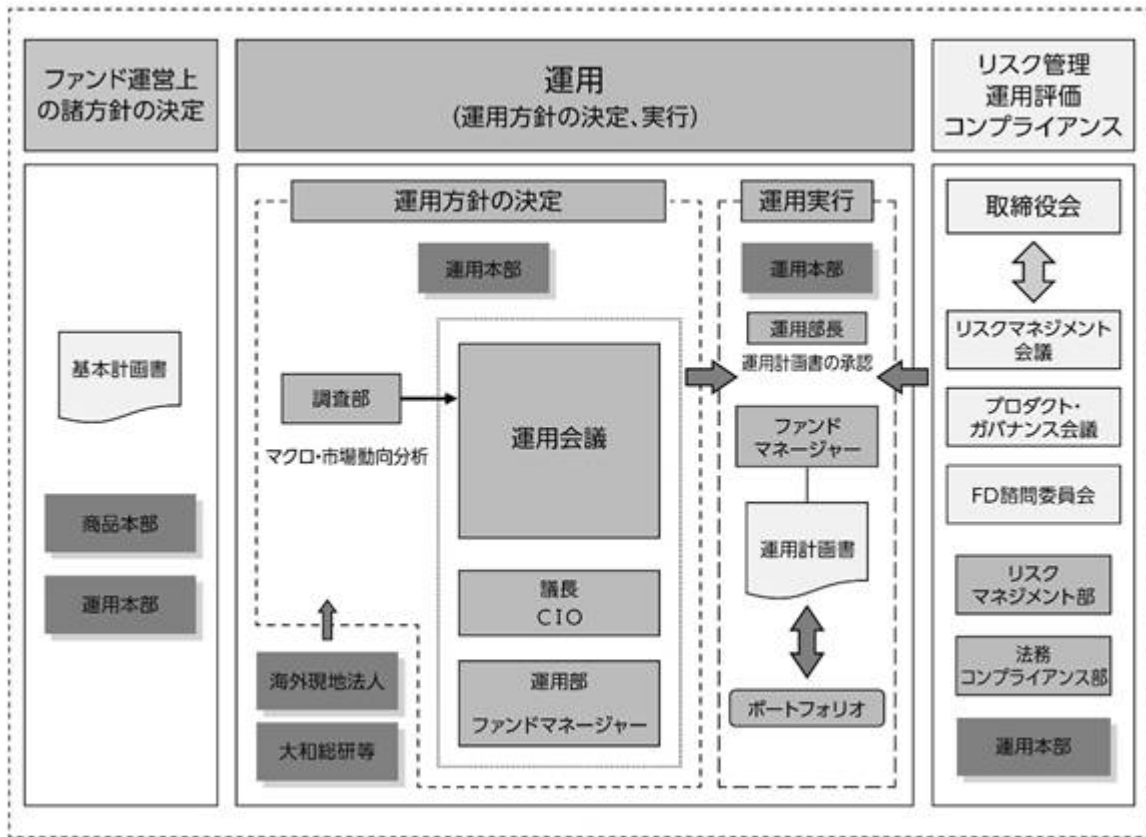 ファンド運営上
の諸方針の決定
基本計画書
商品本部
運用本部
運用
(運用方針の決定、実行)
運用方針の決定
運用本部
調査部
マクロ・市場動向分析
運用会議
議長
CIO
運用部
ファンドマネージャー
海外現地法人
大和総研等
運用実行
運用本部
運用部長
運用計画書の承認
ファンド
マネージャー
運用計画書
ポートフォリオ
リスク管理
運用評価
コンプライアンス
取締役会
リスクマネジメント
会議
プロダクト・
ガバナンス会議
FD諮問委員会
リスク
マネジメント部
法務
コンプライアンス部
運用本部